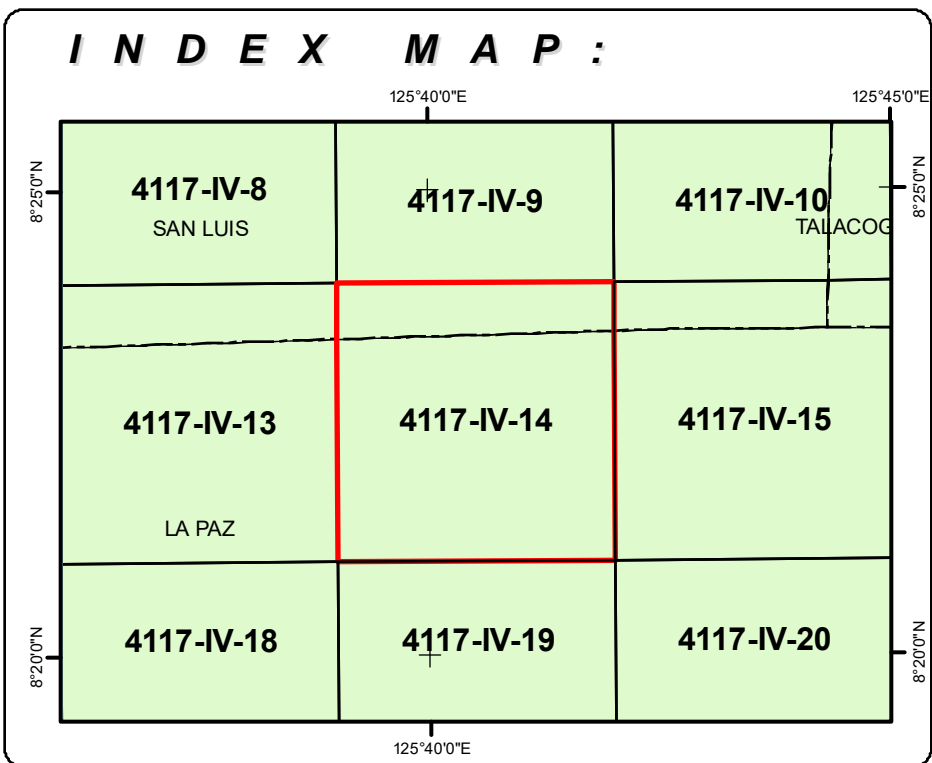 INDEX MAP:
125°40'0"E
125°45'0"E
8°25'0"N
8°25'0"N
4117-IV-8
4117-IV-9
4117-IV-10
SAN LUIS
TALACOG
4117-IV-13
4117-IV-14
4117-IV-15
LA PAZ
4117-IV-18
4117-IV-19
4117-IV-20
8°20'0"N
8°20'0"N
125°40'0"E